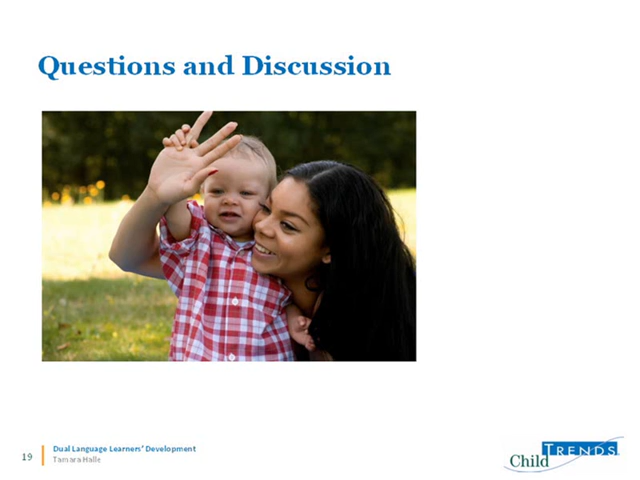 Questions and Discussion
19
Dual Language Learners' Development
Tamara Halle
Child TRENDS